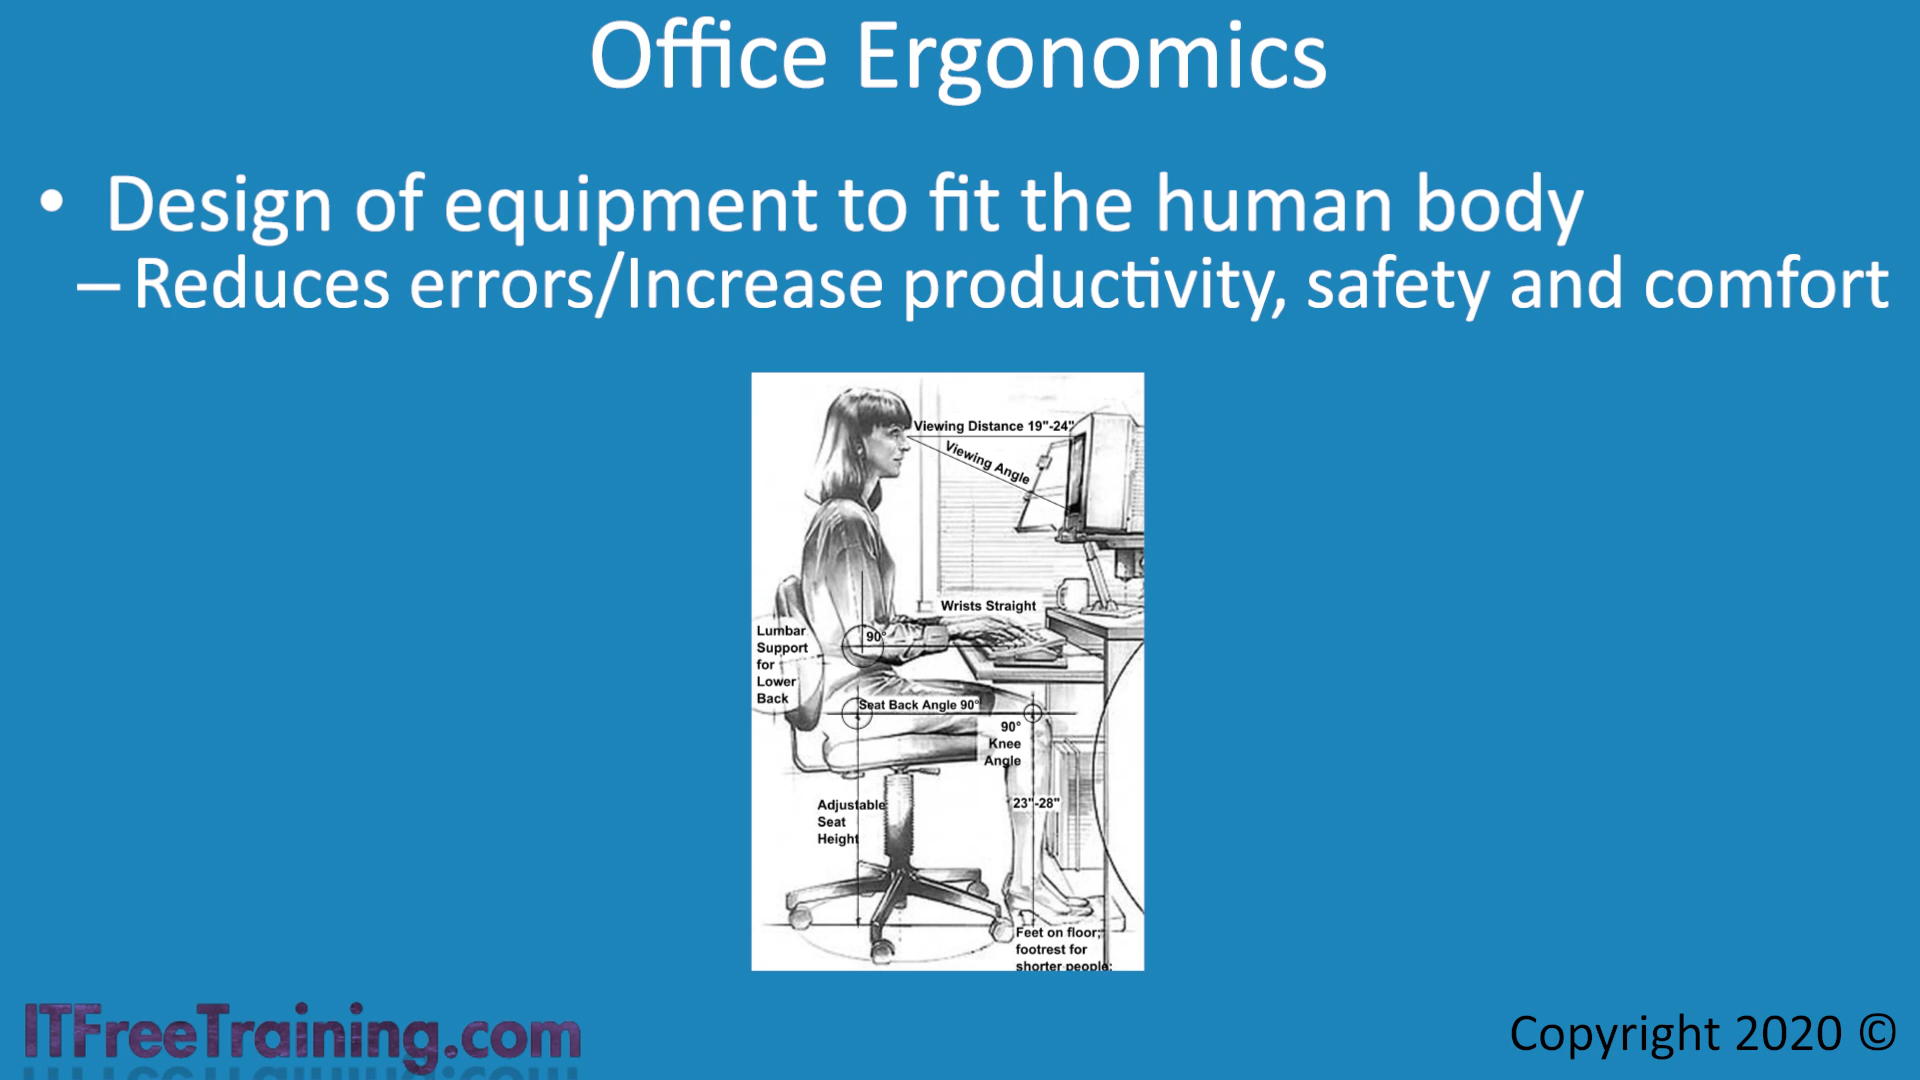 Office Ergonomics
• Design of equipment to fit the human body
– Reduces errors/Increase productivity, safety and comfort
Viewing Distance 19"-24"
Viewing Angle
Wrists Straight
90°
Lumbar
Support
for
Lower
Back
Seat Back Angle 90°
90°
Knee
Angle
Adjustable
Seat
Height
23"-28"
Feet on floor;
footrest for
shorter people;
ITFreeTraining.com
Copyright 2020 ©